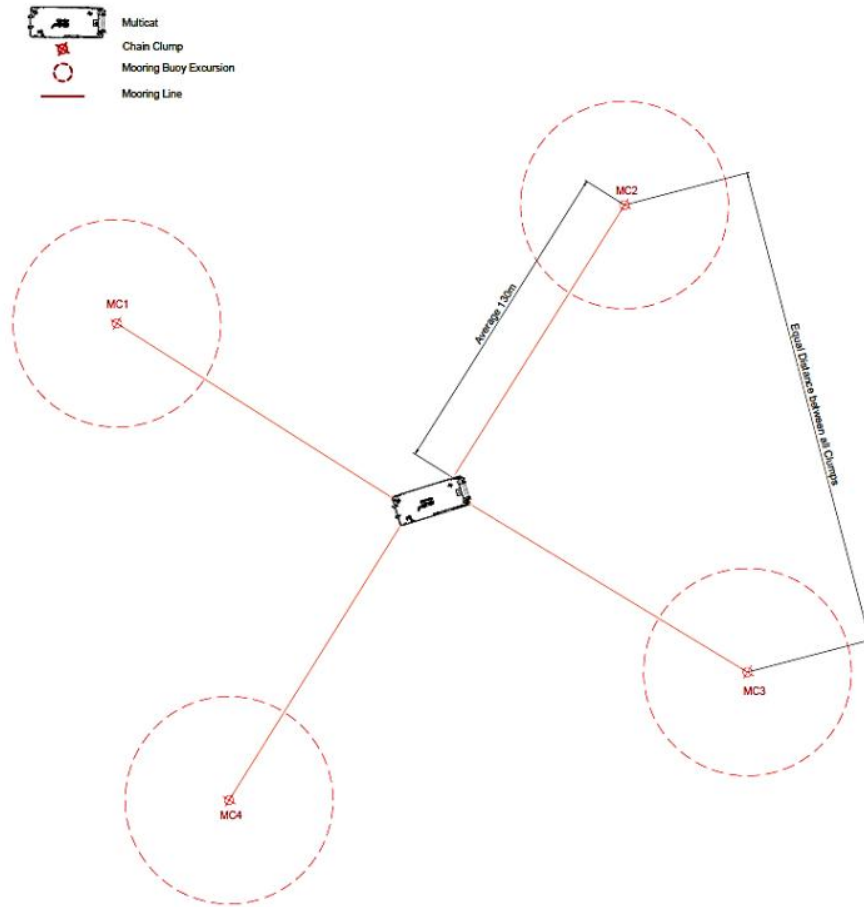 Multicat
Chain Clump
Mooring Buoy Excursion
Mooring Line
MC2
MC1
Average 130m
Equal Distance between all Clumps
MC3
MC4